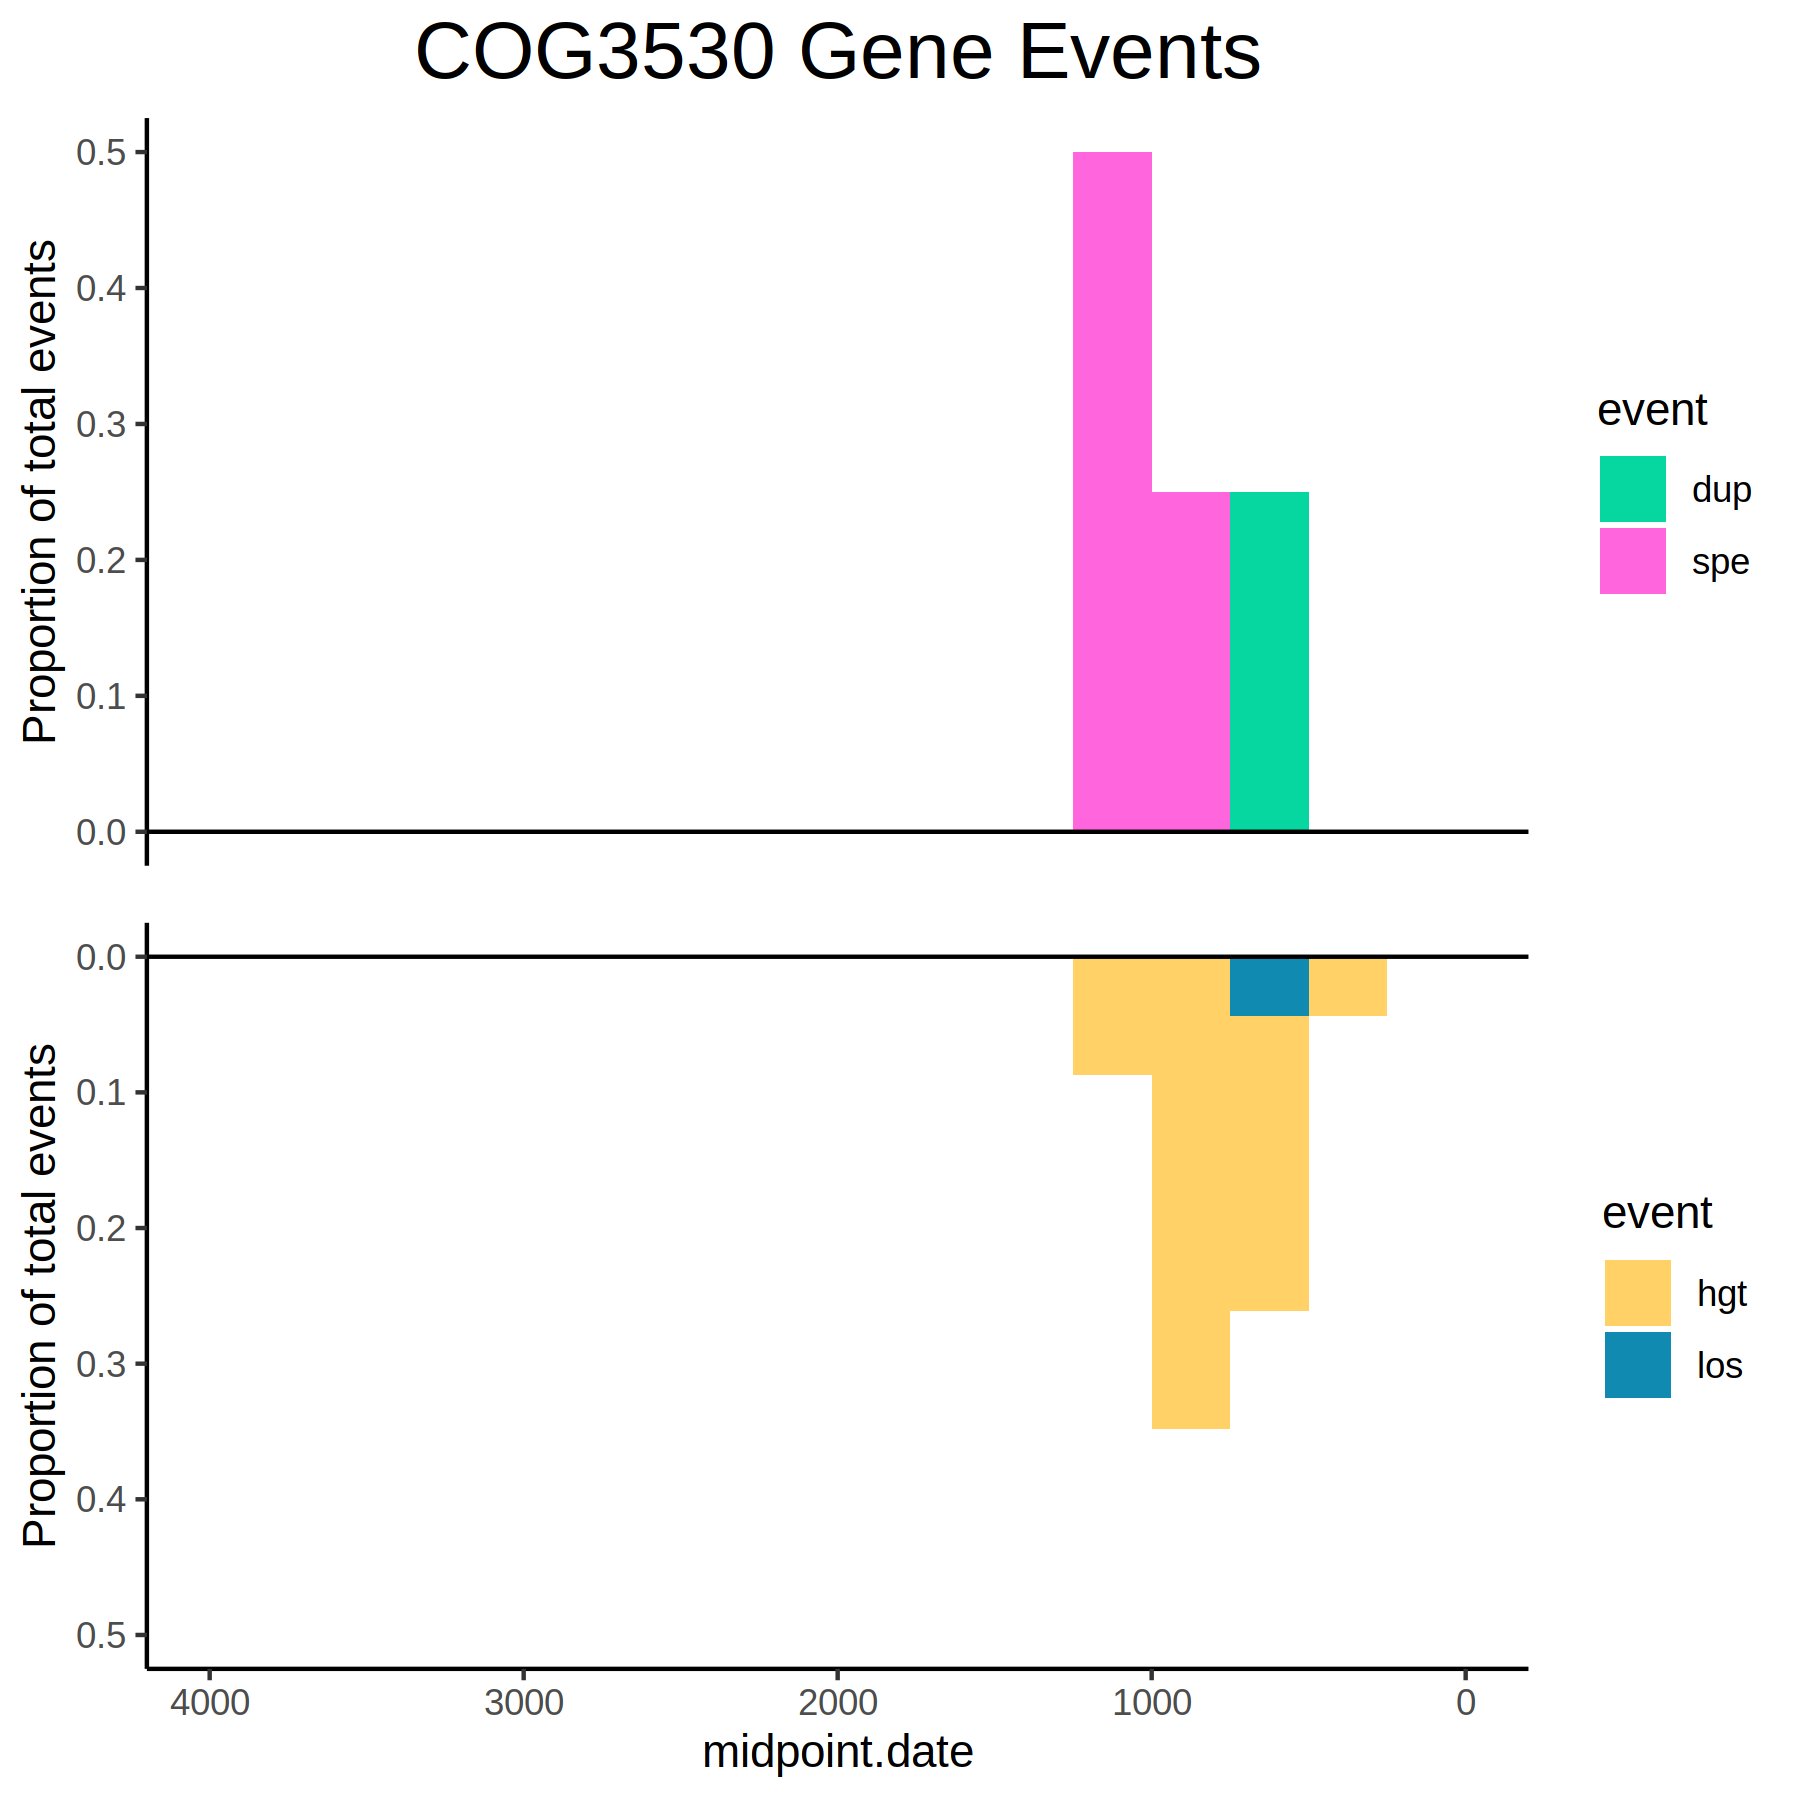 COG3530 Gene Events
Proportion of total events
0.5
0.4
0.3
0.2
0.1
0.0
event
dup
spe
Proportion of total events
0.0
0.1
0.2
0.3
0.4
0.5
event
hgt
los
4000 3000 2000 1000 0
midpoint.date